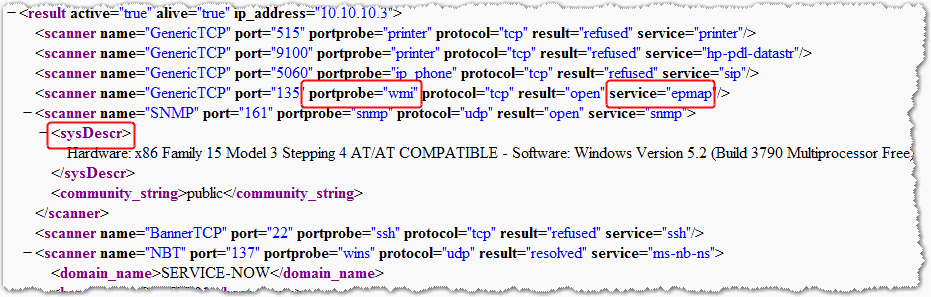 −<result active="true" alive="true" ip_address="10.10.10.3">
<scanner name="GenericTCP" port="515" portprobe="printer" protocol="tcp" result="refused" service="printer"/>
<scanner name="GenericTCP" port="9100" portprobe="printer" protocol="tcp" result="refused" service="hp-pdl-datastr"/>
<scanner name="GenericTCP" port="5060" portprobe="ip_phone" protocol="tcp" result="refused" service="sip"/>
<scanner name="GenericTCP" port="135" portprobe="wmi" protocol="tcp" result="open" service="epmap"/>
−<scanner name="SNMP" port="161" portprobe="snmp" protocol="udp" result="open" service="snmp">
−<sysDescr>
Hardware: x86 Family 15 Model 3 Stepping 4 AT/AT COMPATIBLE - Software: Windows Version 5.2 (Build 3790 Multiprocessor Free)
</sysDescr>
<community_string>public</community_string>
</scanner>
<scanner name="BannerTCP" port="22" portprobe="ssh" protocol="tcp" result="refused" service="ssh"/>
−<scanner name="NBT" port="137" portprobe="wins" protocol="udp" result="resolved" service="ms-nb-ns">
<domain_name>SERVICE-NOW</domain_name>